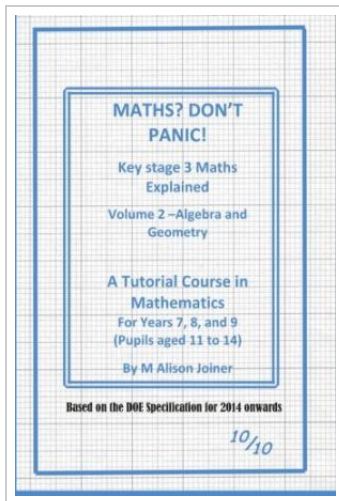 MATHS? DON'T
PANIC!
Key stage 3 Maths
Explained
Volume 2 –Algebra and
Geometry
A Tutorial Course in
Mathematics
For Years 7, 8, and 9
(Pupils aged 11 to 14)
By M Alison Joiner
Based on the DOE Specification for 2014 onwards
10/10